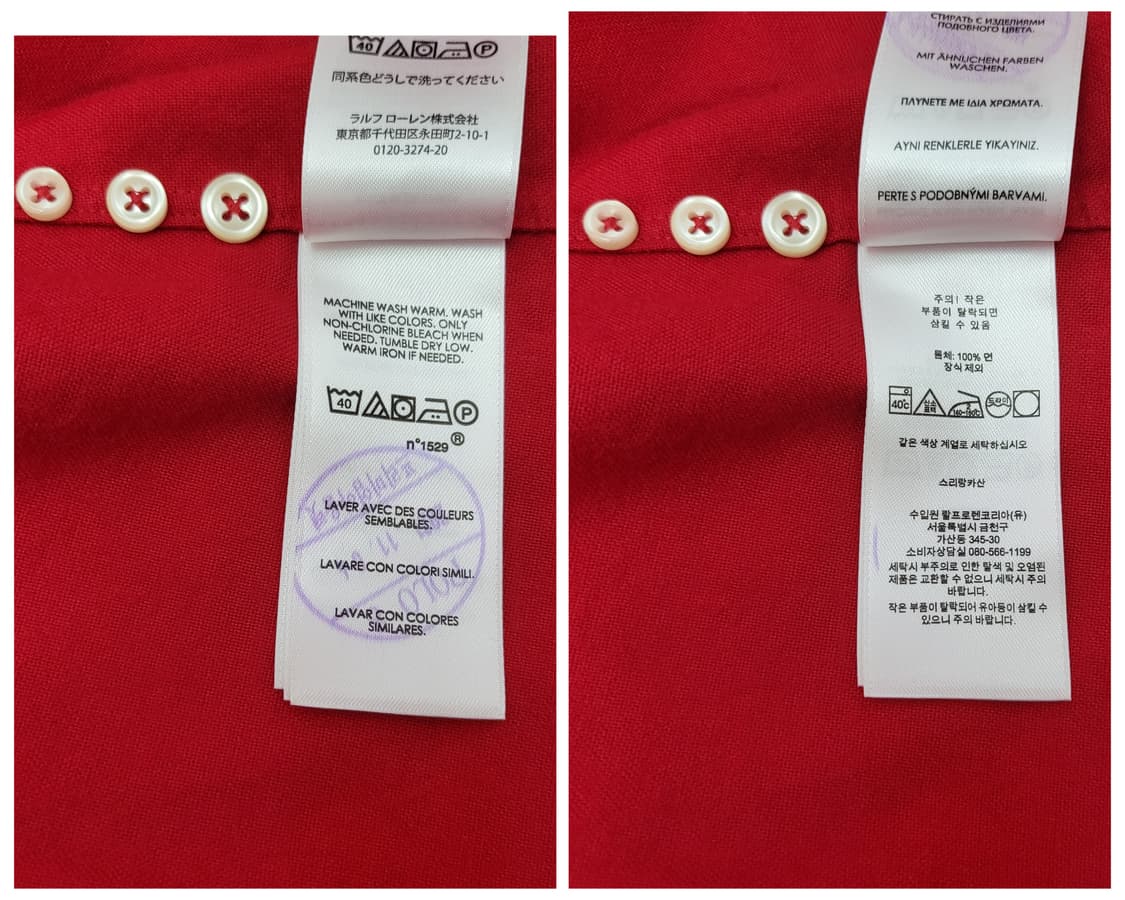 40 P
同系色どうしで洗ってください
ラルフ ローレン株式会社
東京都千代田区永田町2-10-1
0120-3274-20
MACHINE WASH WARM. WASH
WITH LIKE COLORS. ONLY
NON-CHLORINE BLEACH WHEN
NEEDED. TUMBLE DRY LOW.
WARM IRON IF NEEDED.
40 P
n°1529®
LAVER AVEC DES COULEURS
SEMBLABLES.
LAVARE CON COLORI SIMILI.
LAVAR CON COLORES
SIMILARES.
POLO
СТИРАТЬ С ИЗДЕЛИЯМИ
ПОДОБНОГО ЦВЕТА.
MIT ÄHNLICHEN FARBEN
WASCHEN.
ΠΛΥΝΕΤΕ ΜΕ ΙΔΙΑ ΧΡΩΜΑΤΑ.
AYNI RENKLERLE YIKAYINIZ.
PERTE S PODOBNÝMI BARVAMI.
주의! 작은
부품이 탈락되면
삼킬 수 있음
몸체: 100% 면
장식 제외
40℃ 산소 표백 140~160℃ 드라이
같은 색상 계열로 세탁하십시오
스리랑카산
수입원 랄프로렌코리아(유)
서울특별시 금천구
가산동 345-30
소비자상담실 080-566-1199
세탁시 부주의로 인한 탈색 및 오염된
제품은 교환할 수 없으니 세탁시 주의
바랍니다.
작은 부품이 탈락되어 유아등이 삼킬 수
있으니 주의 바랍니다.